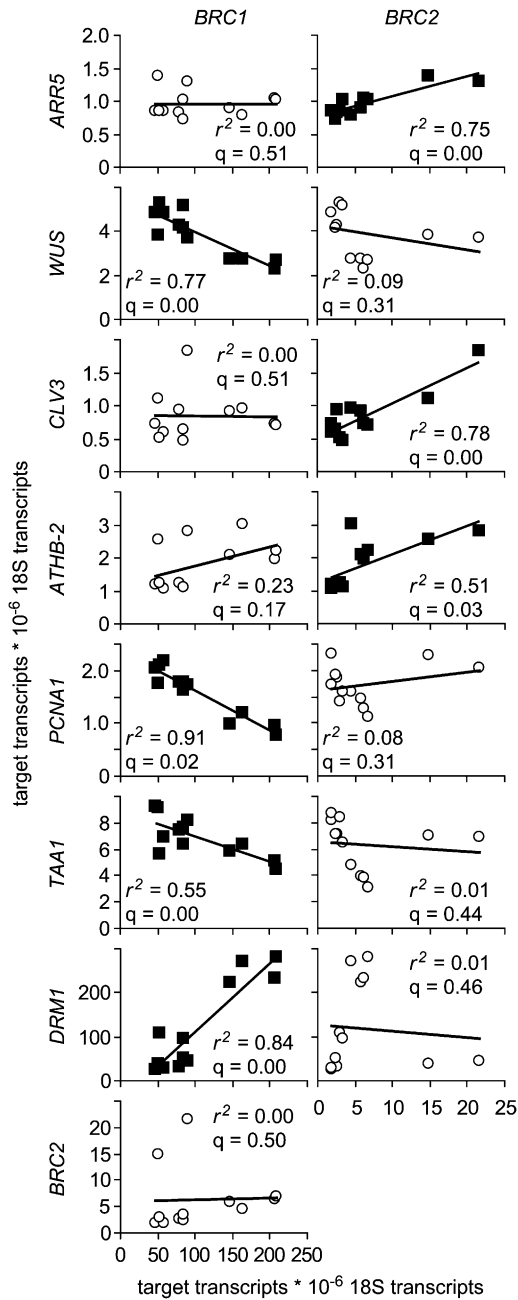 BRC1 BRC2
ARR5
2.0
1.5
1.0
0.5
0
r² = 0.00
q = 0.51
r² = 0.75
q = 0.00
WUS
6
4
2
0
r² = 0.77
q = 0.00
r² = 0.09
q = 0.31
CLV3
1.5
1.0
0.5
0
r² = 0.00
q = 0.51
r² = 0.78
q = 0.00
ATHB-2
3
2
1
0
r² = 0.23
q = 0.17
r² = 0.51
q = 0.03
PCNA1
2.0
1.0
0
r² = 0.91
q = 0.02
r² = 0.08
q = 0.31
TAA1
8
6
4
2
0
r² = 0.55
q = 0.00
r² = 0.01
q = 0.44
DRM1
200
100
0
r² = 0.84
q = 0.00
r² = 0.01
q = 0.46
0 5 10 15 20 25
BRC2
20
15
10
5
0
r² = 0.00
q = 0.50
0 50 100 150 200 250
target transcripts * 10⁻⁶ 18S transcripts
target transcripts * 10⁻⁶ 18S transcripts